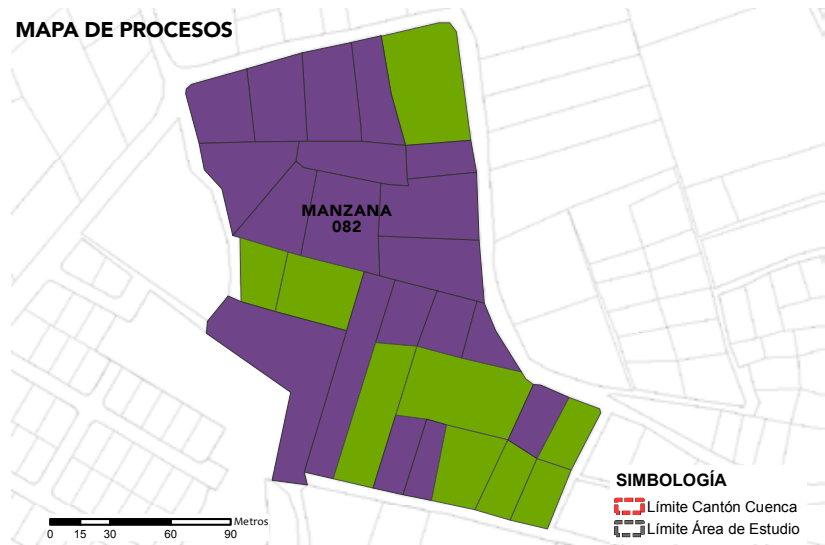 MAPA DE PROCESOS
MANZANA
082
SIMBOLOGÍA
Límite Cantón Cuenca
Límite Área de Estudio
Metros
0 15 30 60 90